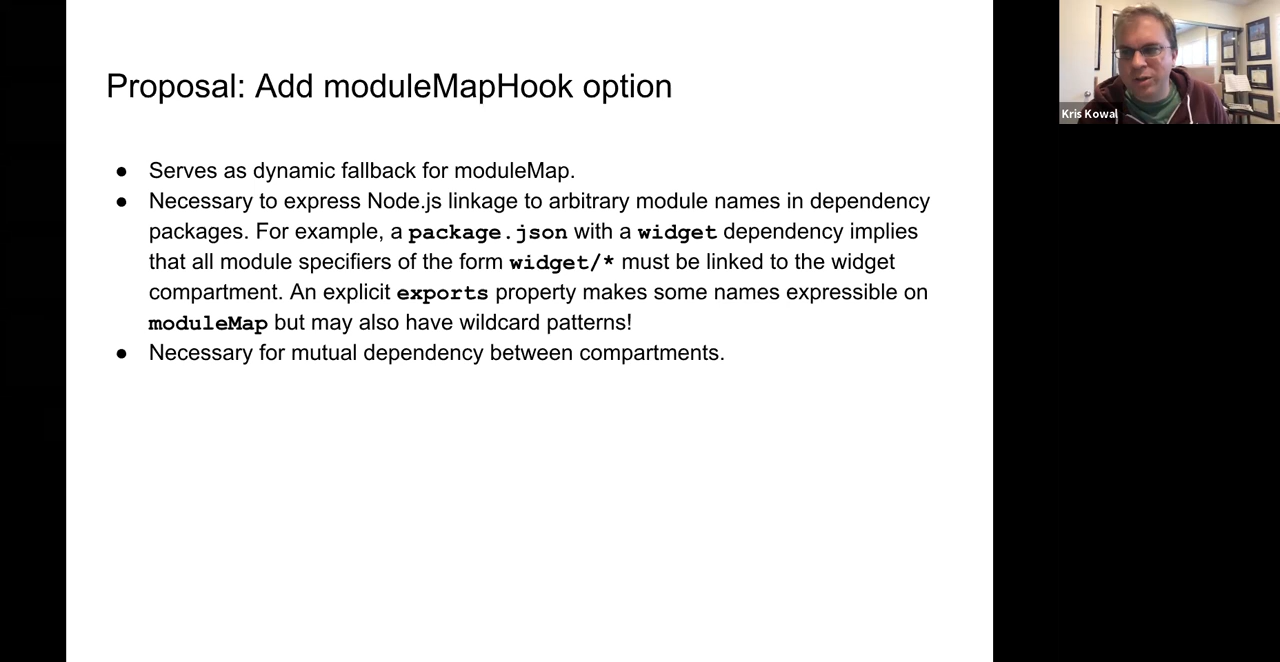 Proposal: Add moduleMapHook option
● Serves as dynamic fallback for moduleMap.
● Necessary to express Node.js linkage to arbitrary module names in dependency
packages. For example, a package.json with a widget dependency implies
that all module specifiers of the form widget/* must be linked to the widget
compartment. An explicit exports property makes some names expressible on
moduleMap but may also have wildcard patterns!
● Necessary for mutual dependency between compartments.
Kris Kowal